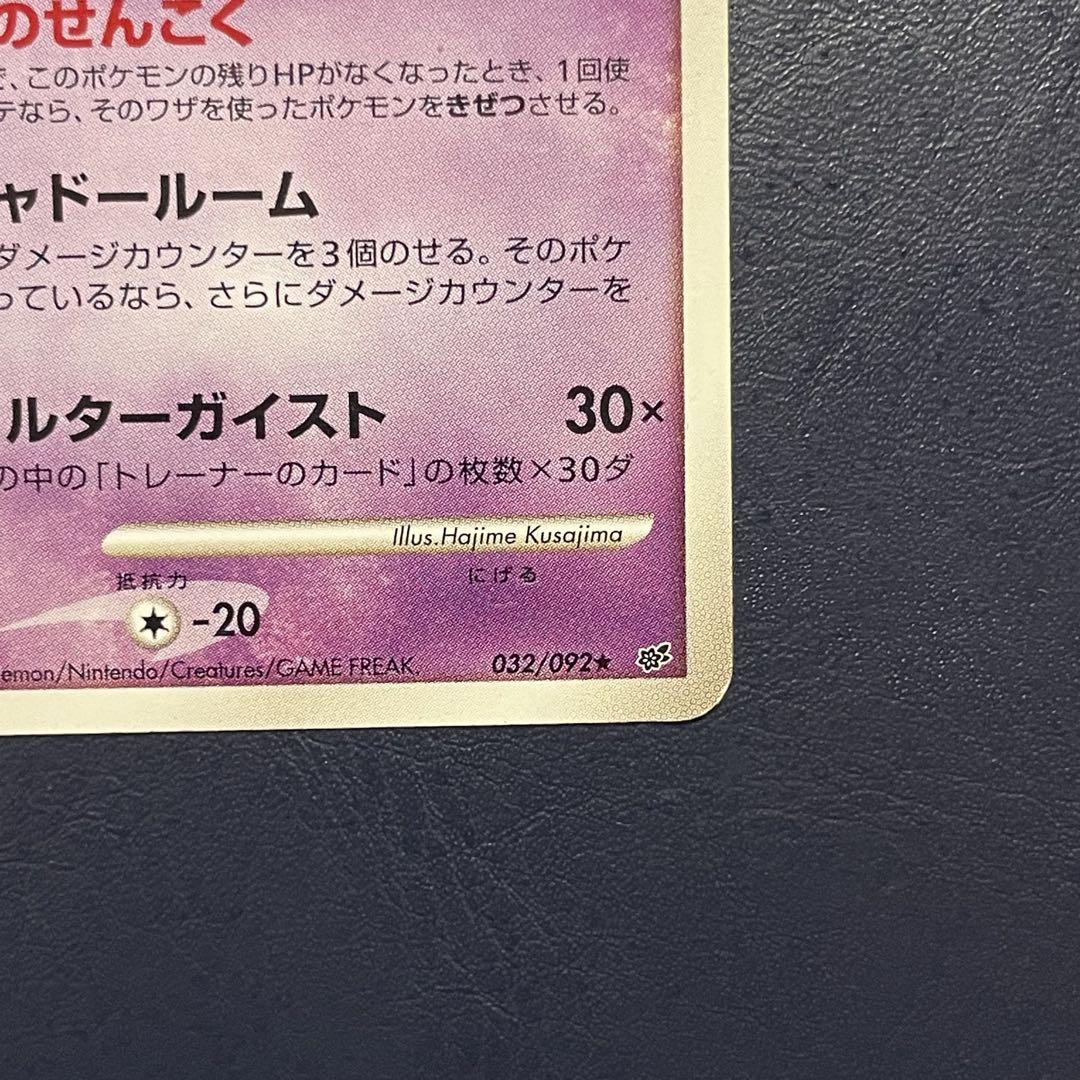 のせんこく
で、このポケモンの残りHPがなくなったとき、1回使
テなら、そのワザを使ったポケモンをきぜつさせる。
ャドールーム
ダメージカウンターを3個のせる。そのポケ
っているなら、さらにダメージカウンターを
ルターガイスト 30×
の中の「トレーナーのカード」の枚数×30ダ
Illus.Hajime Kusajima
抵抗力 にげる
-20
emon/Nintendo/Creatures/GAME FREAK. 032/092★